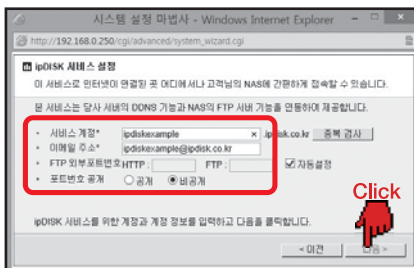 시스템 설정 마법사 - Windows Internet Explorer
http://192.168.0.250/cgi/advanced/system_wizard.cgi
ipDISK 서비스 설정
이 서비스로 인터넷이 연결된 곳 어디에서나 고객님의 NAS에 간편하게 접속할 수 있습니다.
본 서비스는 당사 서버의 DDNS 기능과 NAS의 FTP 서버 기능을 연동하여 제공합니다.
서비스 계정* ipdiskexample × .ipdisk.co.kr 중복 검사
이메일 주소* ipdiskexample@ipdisk.co.kr
FTP 외부포트번호 HTTP : FTP : 자동설정
포트번호 공개 공개 비공개
Click
ipDISK 서비스를 위한 계정과 계정 정보를 입력하고 다음을 클릭합니다.
< 이전 다음 >